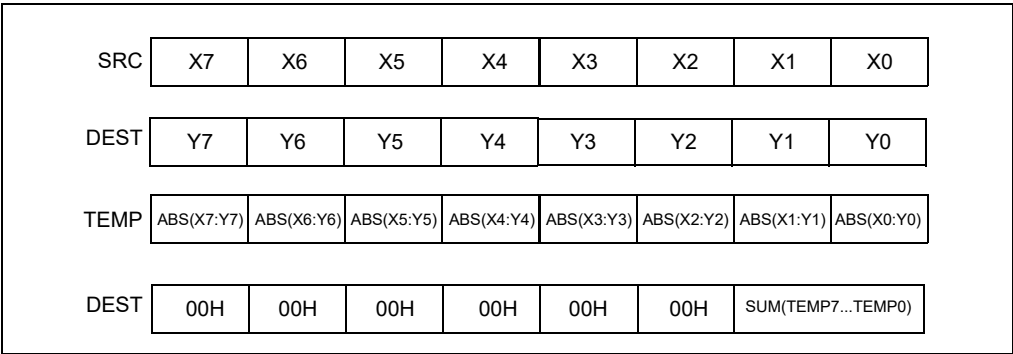 SRC X7 X6 X5 X4 X3 X2 X1 X0
DEST Y7 Y6 Y5 Y4 Y3 Y2 Y1 Y0
TEMP ABS(X7:Y7) ABS(X6:Y6) ABS(X5:Y5) ABS(X4:Y4) ABS(X3:Y3) ABS(X2:Y2) ABS(X1:Y1) ABS(X0:Y0)
DEST 00H 00H 00H 00H 00H 00H SUM(TEMP7...TEMP0)